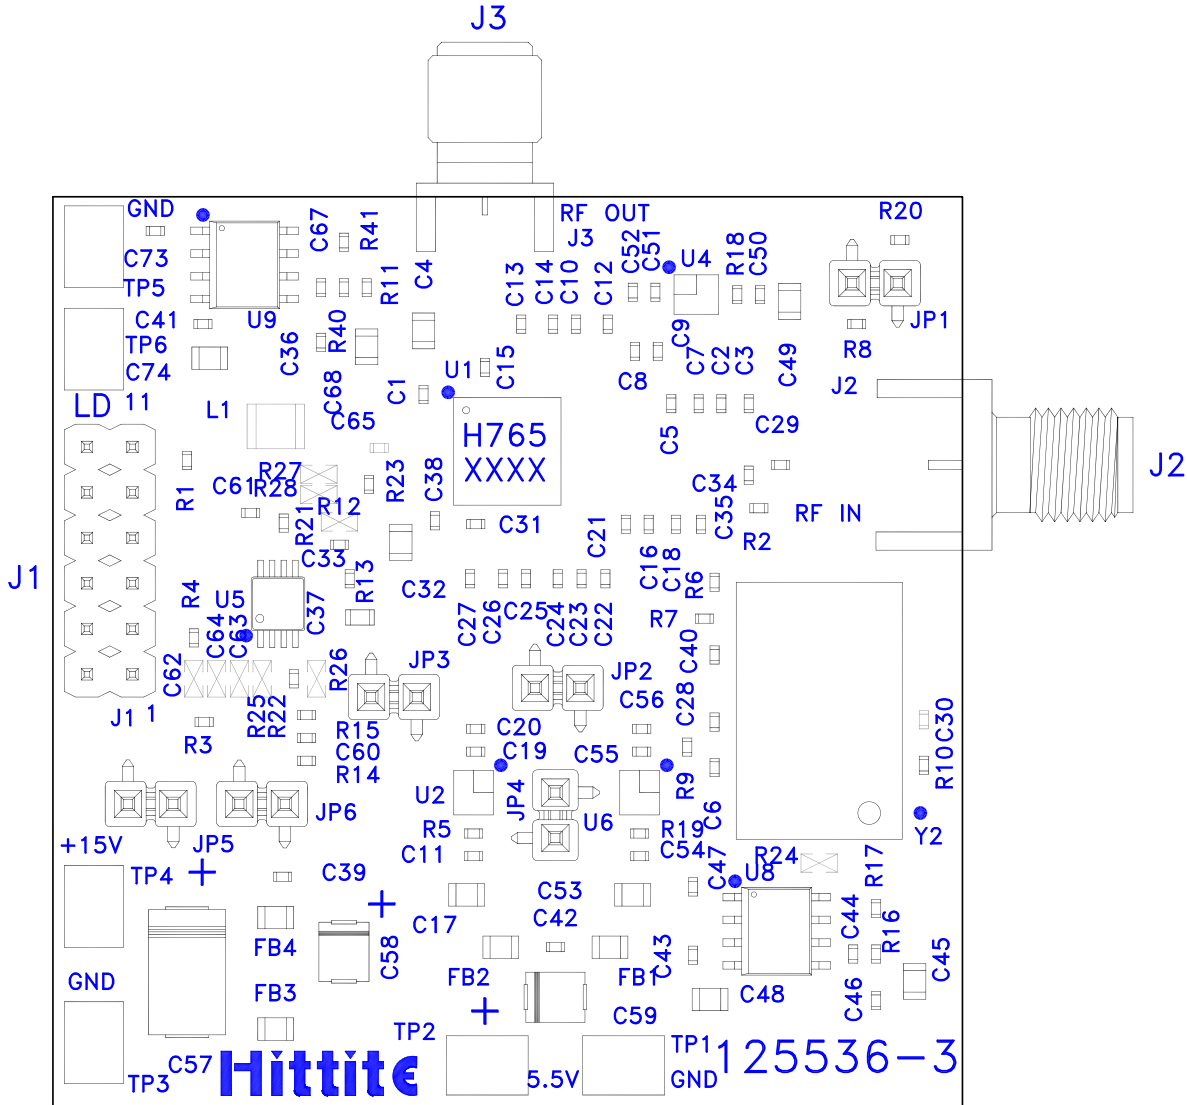 J3
GND
C67
R41
RF OUT
J3
R20
C73
TP5
R11
C4
C13
C14
C10
C12
C52
C51
U4
R18
C50
C41
U9
TP6
C74
C36
R40
C9
JP1
R8
C68
C65
C1
U1
C15
C8
C7
C2
C3
C49
J2
LD 11
L1
H765
XXXX
C5
C29
J2
R27
R28
C61
R12
R23
C38
R1
R21
C31
C21
C34
C35
RF IN
R2
C33
C16
C18
J1
R4
U5
R13
C37
C32
C27
C26
C25
C24
C23
C22
R6
R7
C64
C63
C62
R26
JP3
JP2
C40
J1 1
R25
R22
R3
R15
C60
R14
C20
C19
C56
C55
C28
C30
R10
U2
JP4
U6
R9
C6
Y2
JP6
JP5
+15V
R5
C11
R19
C54
C47
R24
U8
R17
TP4
+
C39
+
C17
C53
C42
C44
R16
FB4
C58
FB2
FB1
C43
C45
GND
FB3
+
C59
C48
C46
TP2
TP1
125536-3
C57
Hittite
TP3
5.5V
GND